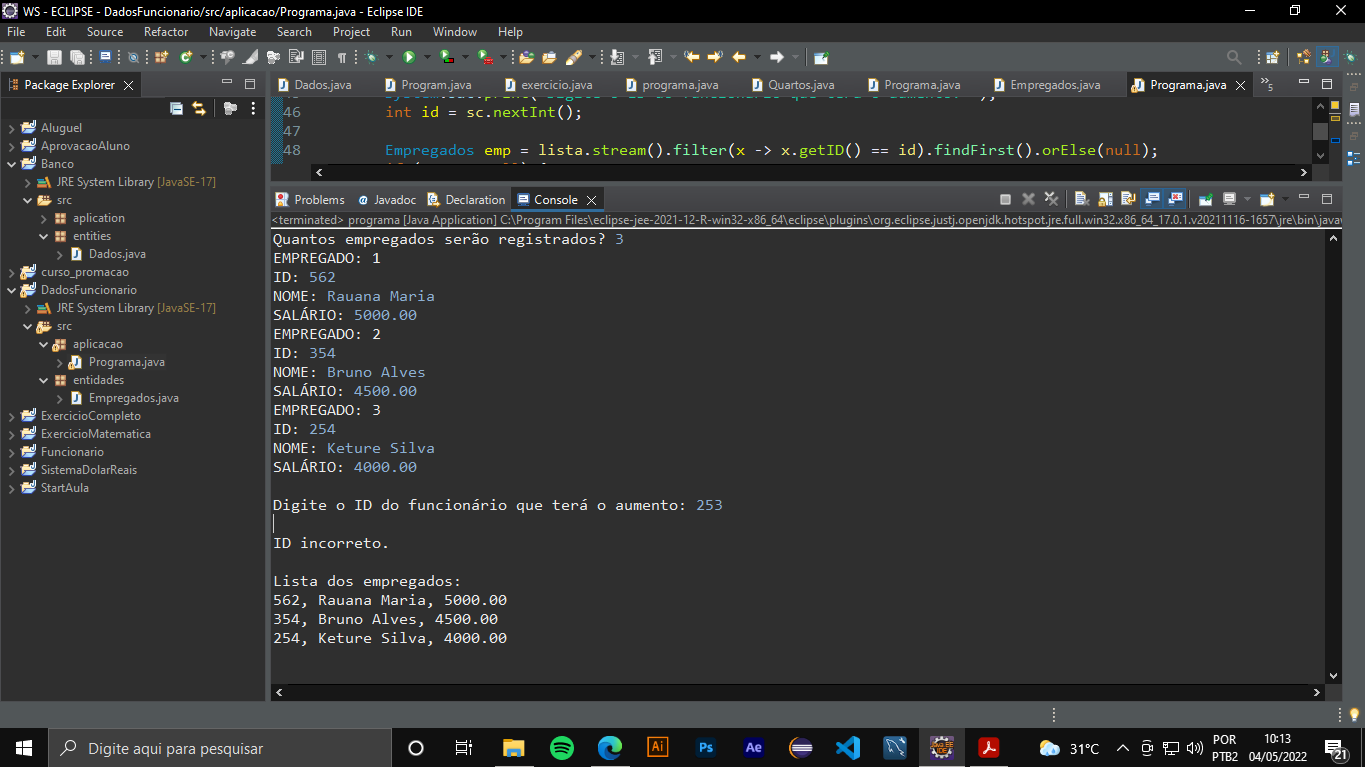 WS - ECLIPSE - DadosFuncionario/src/aplicacao/Programa.java - Eclipse IDE
File Edit Source Refactor Navigate Search Project Run Window Help
Package Explorer
Aluguel
AprovacaoAluno
Banco
JRE System Library [JavaSE-17]
src
aplication
entities
Dados.java
curso_promacao
DadosFuncionario
JRE System Library [JavaSE-17]
src
aplicacao
Programa.java
entidades
Empregados.java
ExercicioCompleto
ExercicioMatematica
Funcionario
SistemaDolarReais
StartAula
Dados.java Program.java exercicio.java programa.java Quartos.java Programa.java Empregados.java Programa.java »5
46 int id = sc.nextInt();
47
48 Empregados emp = lista.stream().filter(x -> x.getID() == id).findFirst().orElse(null);
Problems Javadoc Declaration Console
<terminated> programa [Java Application] C:\Program Files\eclipse-jee-2021-12-R-win32-x86_64\eclipse\plugins\org.eclipse.justj.openjdk.hotspot.jre.full.win32.x86_64_17.0.1.v20211116-1657\jre\bin\javaw
Quantos empregados serão registrados? 3
EMPREGADO: 1
ID: 562
NOME: Rauana Maria
SALÁRIO: 5000.00
EMPREGADO: 2
ID: 354
NOME: Bruno Alves
SALÁRIO: 4500.00
EMPREGADO: 3
ID: 254
NOME: Keture Silva
SALÁRIO: 4000.00
Digite o ID do funcionário que terá o aumento: 253
ID incorreto.
Lista dos empregados:
562, Rauana Maria, 5000.00
354, Bruno Alves, 4500.00
254, Keture Silva, 4000.00
Digite aqui para pesquisar
Ai Ps Ae
31°C
POR
PTB2
10:13
04/05/2022
21